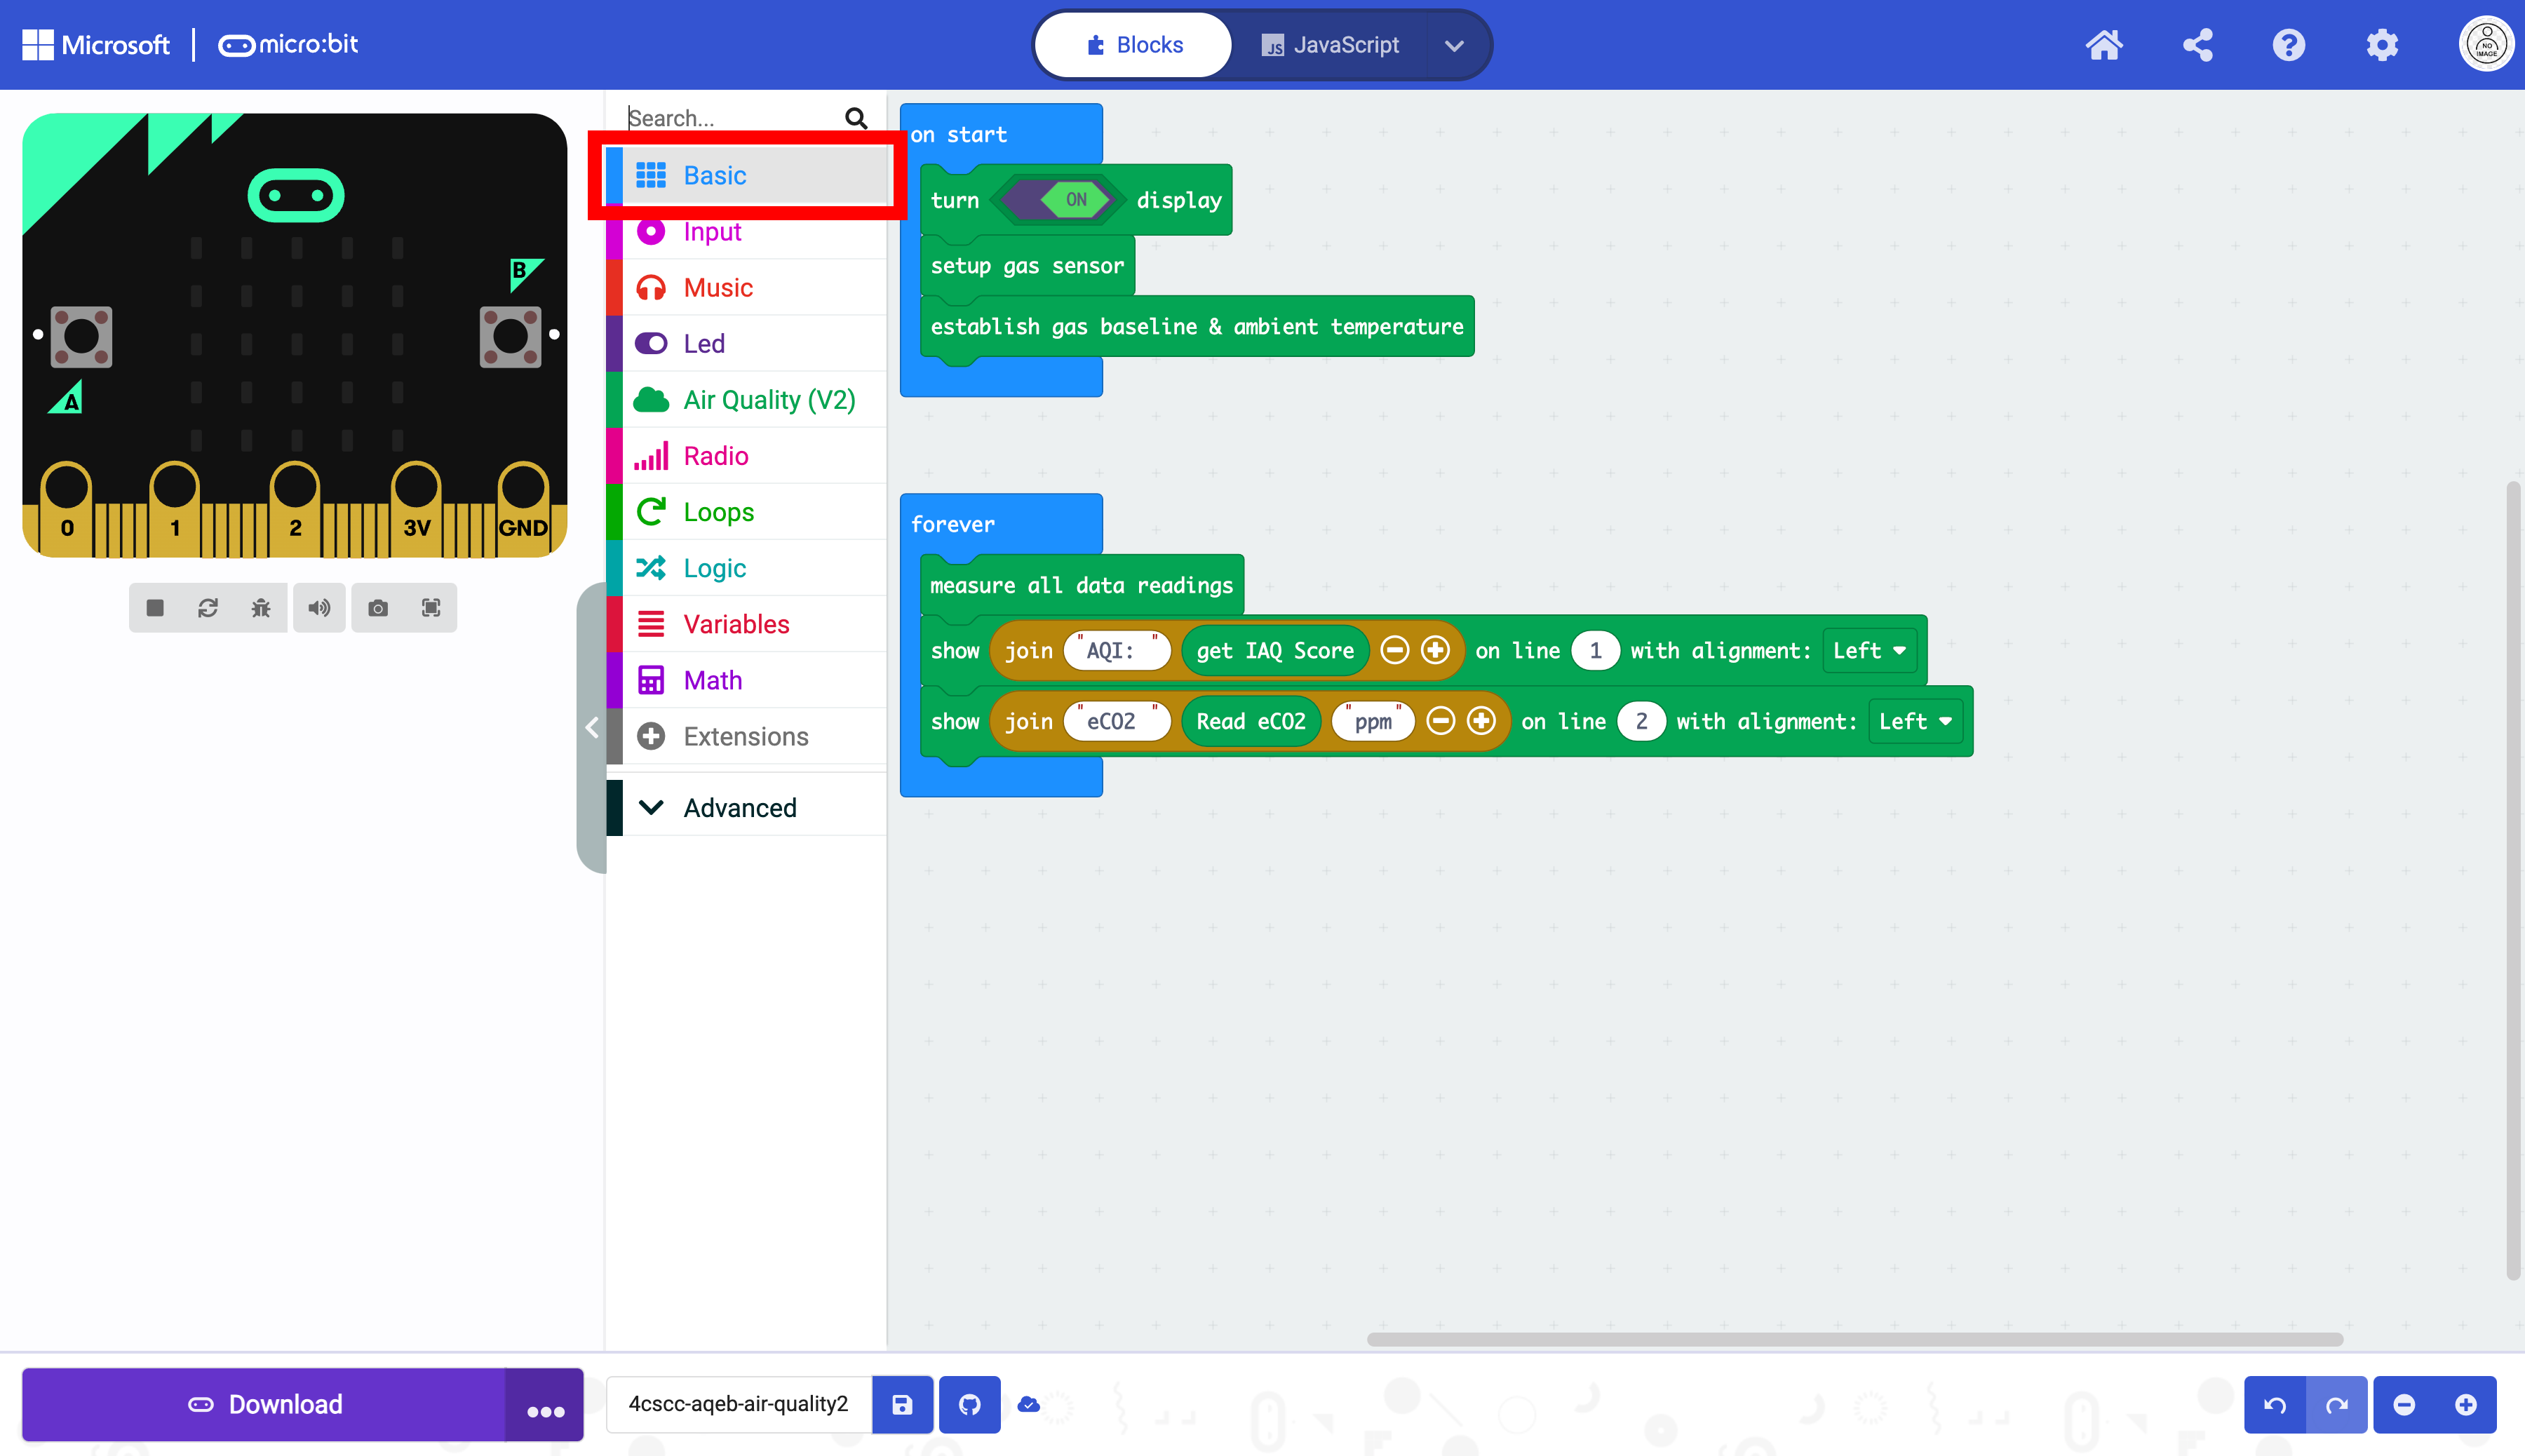 Microsoft micro:bit
Blocks JavaScript
NO IMAGE
Search...
Basic
Input
Music
Led
Air Quality (V2)
Radio
Loops
Logic
Variables
Math
Extensions
Advanced
A
B
0 1 2 3V GND
on start
turn ON display
setup gas sensor
establish gas baseline & ambient temperature
forever
measure all data readings
show join "AQI: " get IAQ Score on line 1 with alignment: Left
show join "eCO2 " Read eCO2 "ppm" on line 2 with alignment: Left
Download
4cscc-aqeb-air-quality2